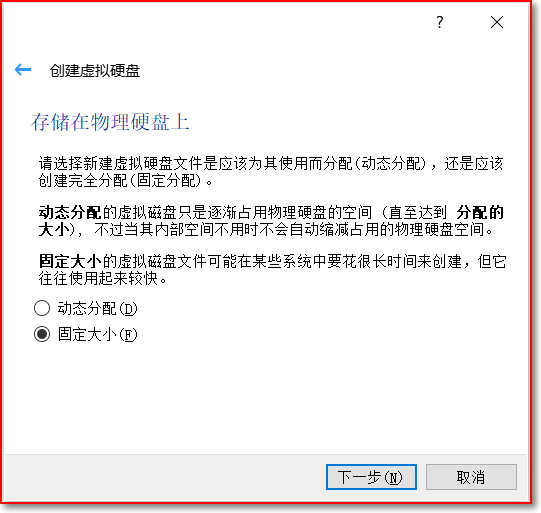 ?
创建虚拟硬盘
存储在物理硬盘上
请选择新建虚拟硬盘文件是应该为其使用而分配(动态分配)，还是应该
创建完全分配(固定分配)。
动态分配的虚拟磁盘只是逐渐占用物理硬盘的空间 (直至达到 分配的
大小)，不过当其内部空间不用时不会自动缩减占用的物理硬盘空间。
固定大小的虚拟磁盘文件可能在某些系统中要花很长时间来创建，但它
往往使用起来较快。
动态分配(D)
固定大小(F)
下一步(N)
取消